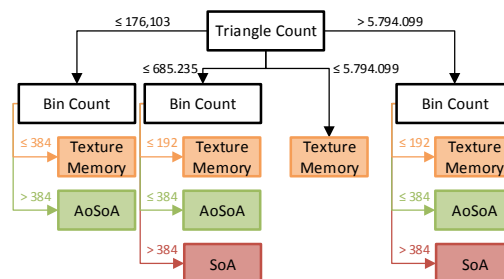 ≤ 176,103
Triangle Count
> 5.794.099
≤ 685.235
≤ 5.794.099
Bin Count
Bin Count
Bin Count
≤ 384
Texture
Memory
≤ 192
Texture
Memory
Texture
Memory
≤ 192
Texture
Memory
> 384
AoSoA
≤ 384
AoSoA
≤ 384
AoSoA
> 384
SoA
> 384
SoA